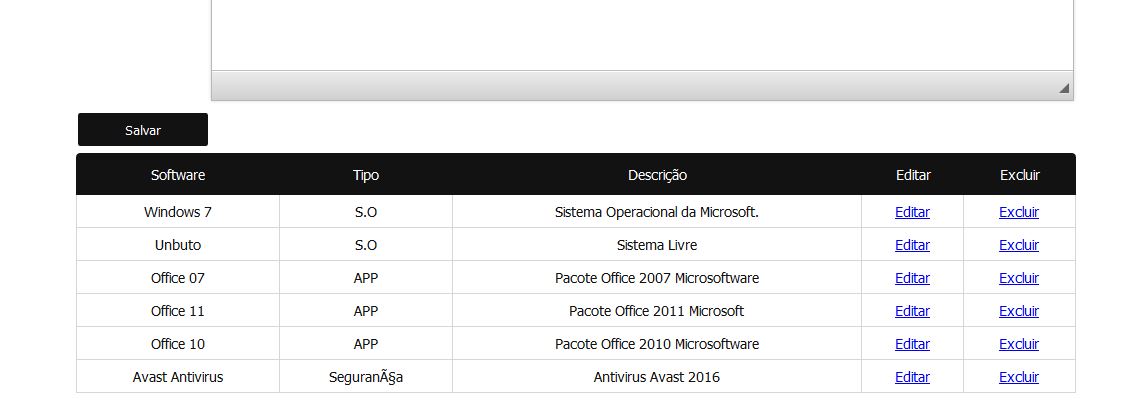 Salvar
Software Tipo Descrição Editar Excluir
Windows 7 S.O Sistema Operacional da Microsoft. Editar Excluir
Unbuto S.O Sistema Livre Editar Excluir
Office 07 APP Pacote Office 2007 Microsoftware Editar Excluir
Office 11 APP Pacote Office 2011 Microsoft Editar Excluir
Office 10 APP Pacote Office 2010 Microsoftware Editar Excluir
Avast Antivirus SeguranÃ§a Antivirus Avast 2016 Editar Excluir